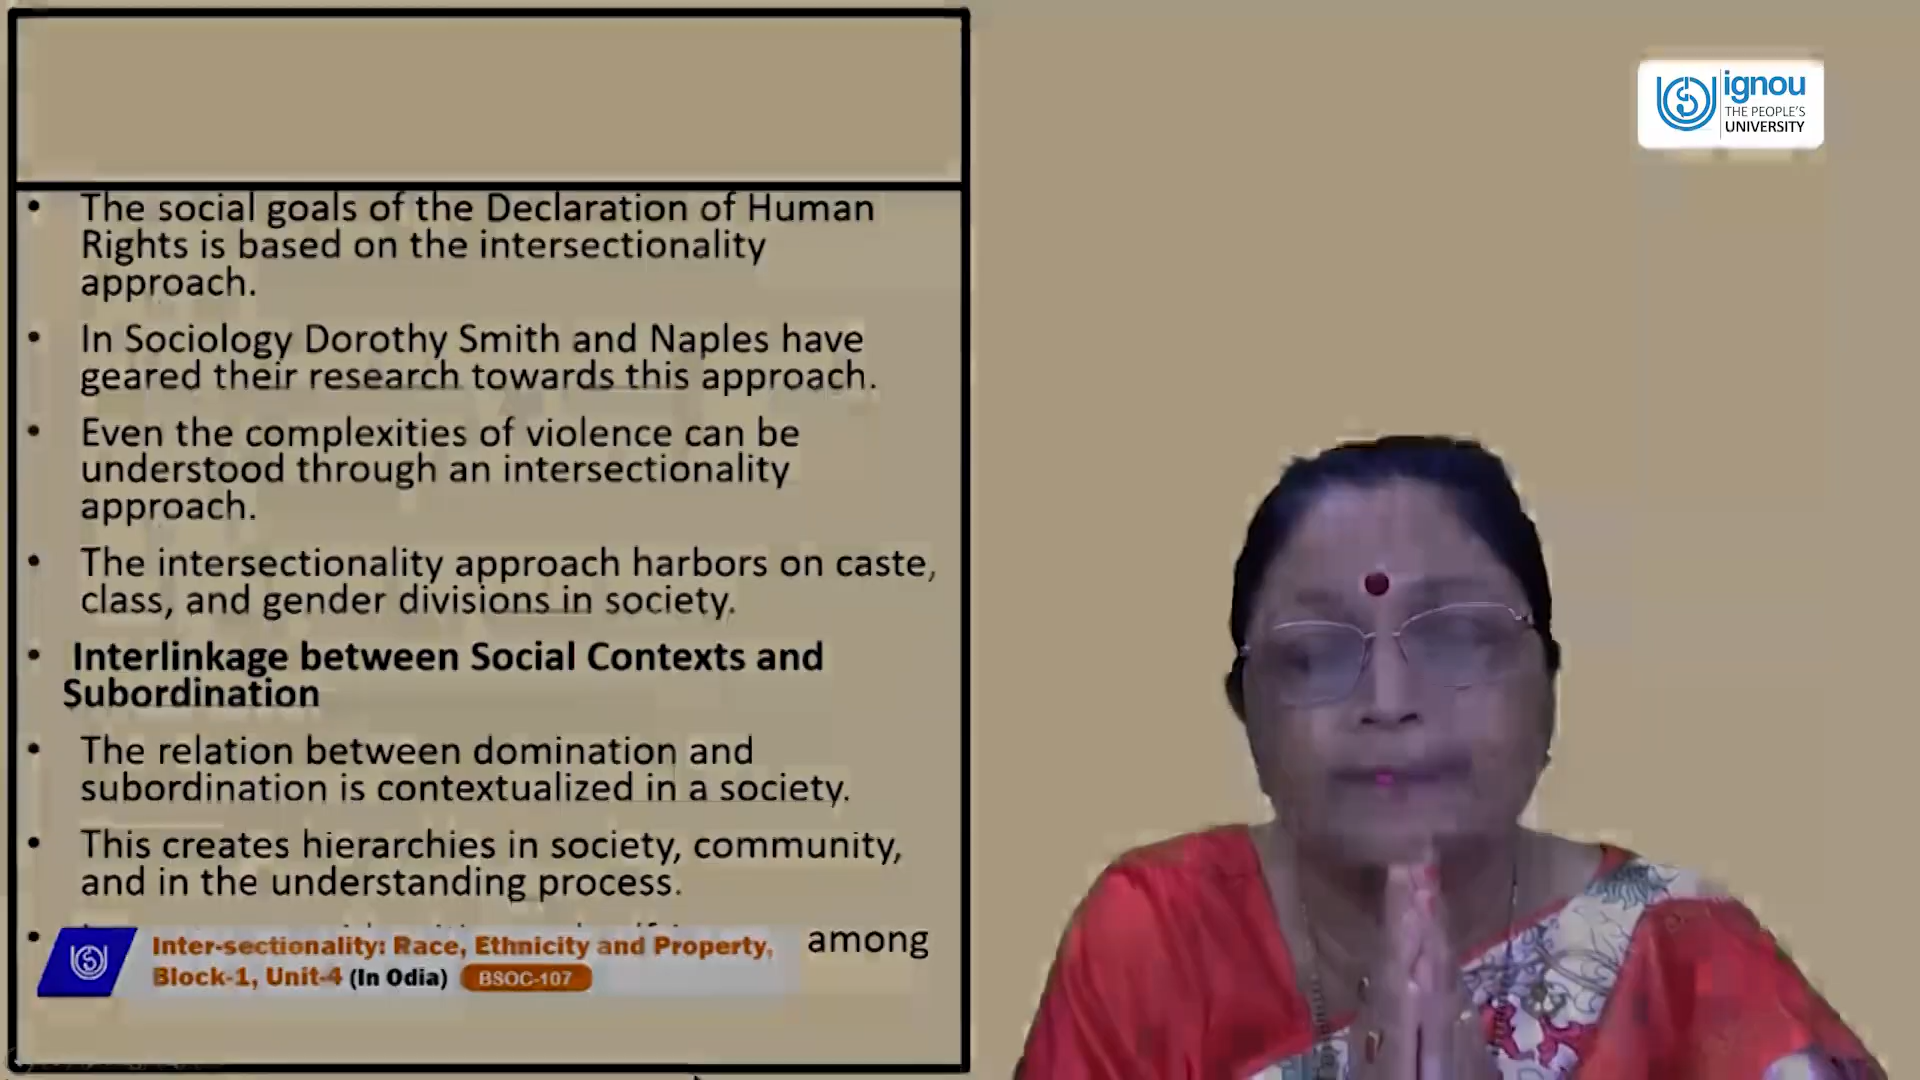 ignou
THE PEOPLE'S
UNIVERSITY
• The social goals of the Declaration of Human
Rights is based on the intersectionality
approach.
• In Sociology Dorothy Smith and Naples have
geared their research towards this approach.
• Even the complexities of violence can be
understood through an intersectionality
approach.
• The intersectionality approach harbors on caste,
class, and gender divisions in society.
• Interlinkage between Social Contexts and
Subordination
• The relation between domination and
subordination is contextualized in a society.
• This creates hierarchies in society, community,
and in the understanding process.
• among
Inter-sectionality: Race, Ethnicity and Property,
Block-1, Unit-4 (In Odia) BSOC-107